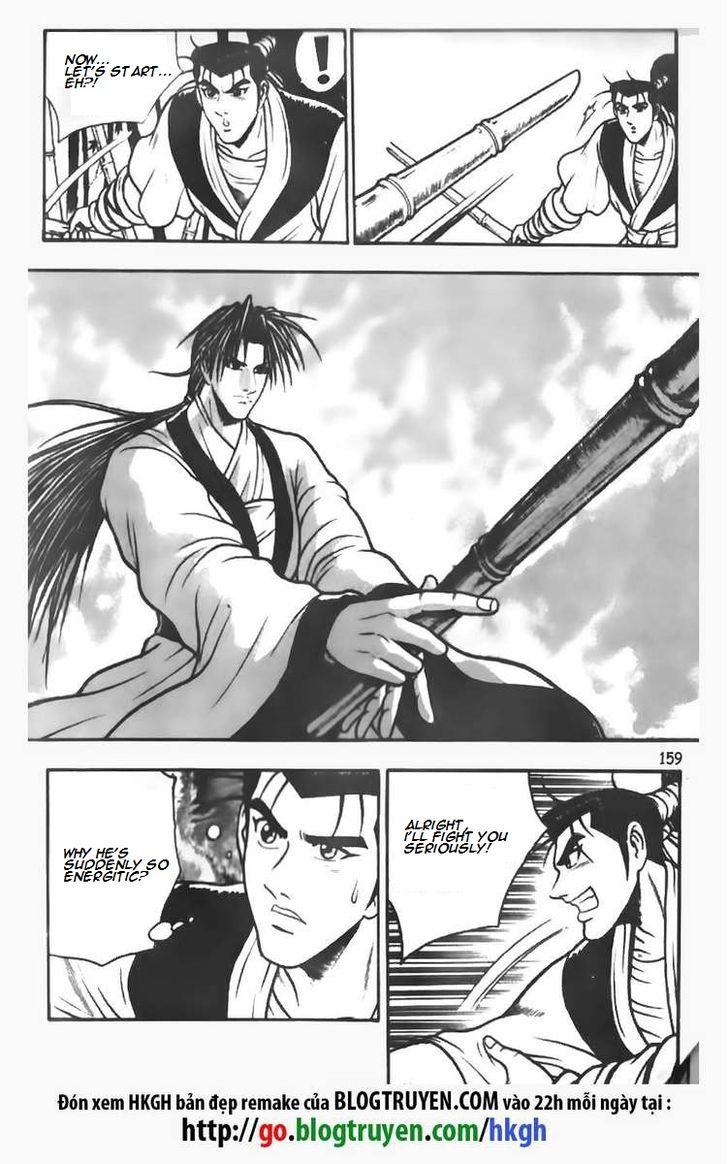 NOW...
LET'S START...
EH?!
!
159
WHY HE'S
SUDDENLY SO
ENERGITIC?
ALRIGHT,
I'LL FIGHT YOU
SERIOUSLY!
Đón xem HKGH bản đẹp remake của BLOGTRUYEN.COM vào 22h mỗi ngày tại :
http://go.blogtruyen.com/hkgh